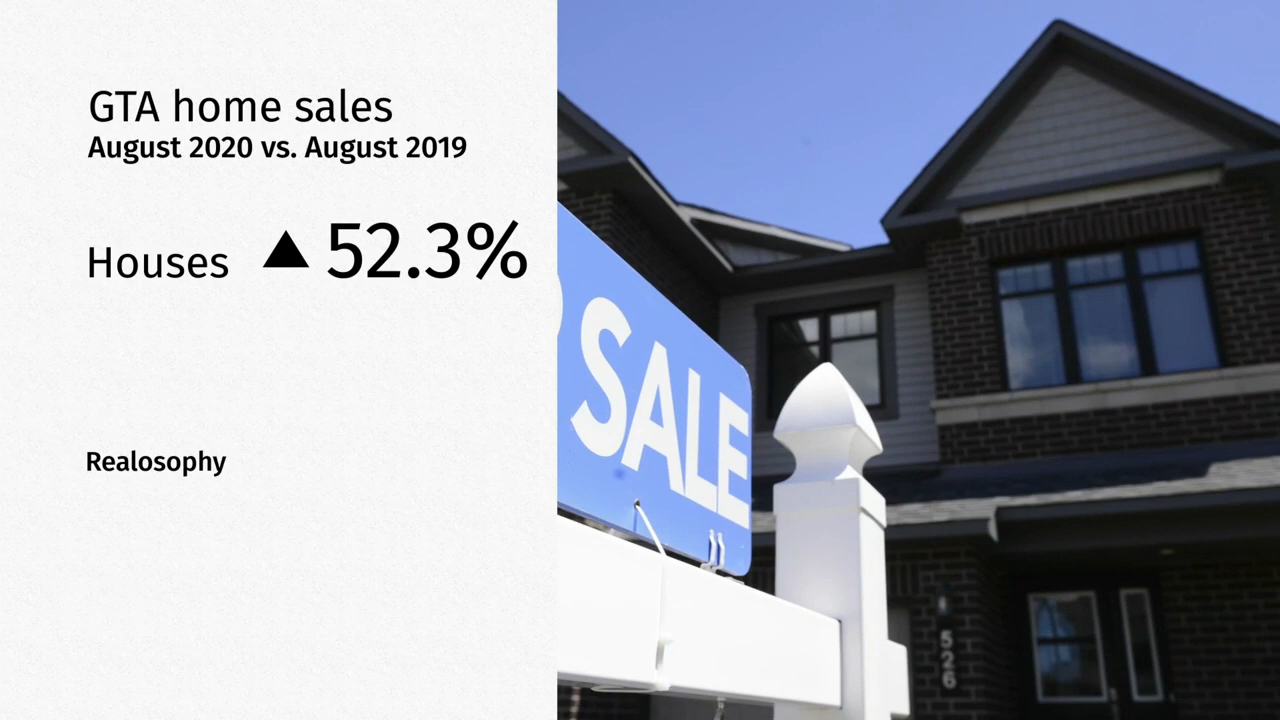 GTA home sales
August 2020 vs. August 2019
Houses ▲ 52.3%
Realosophy
SALE
526